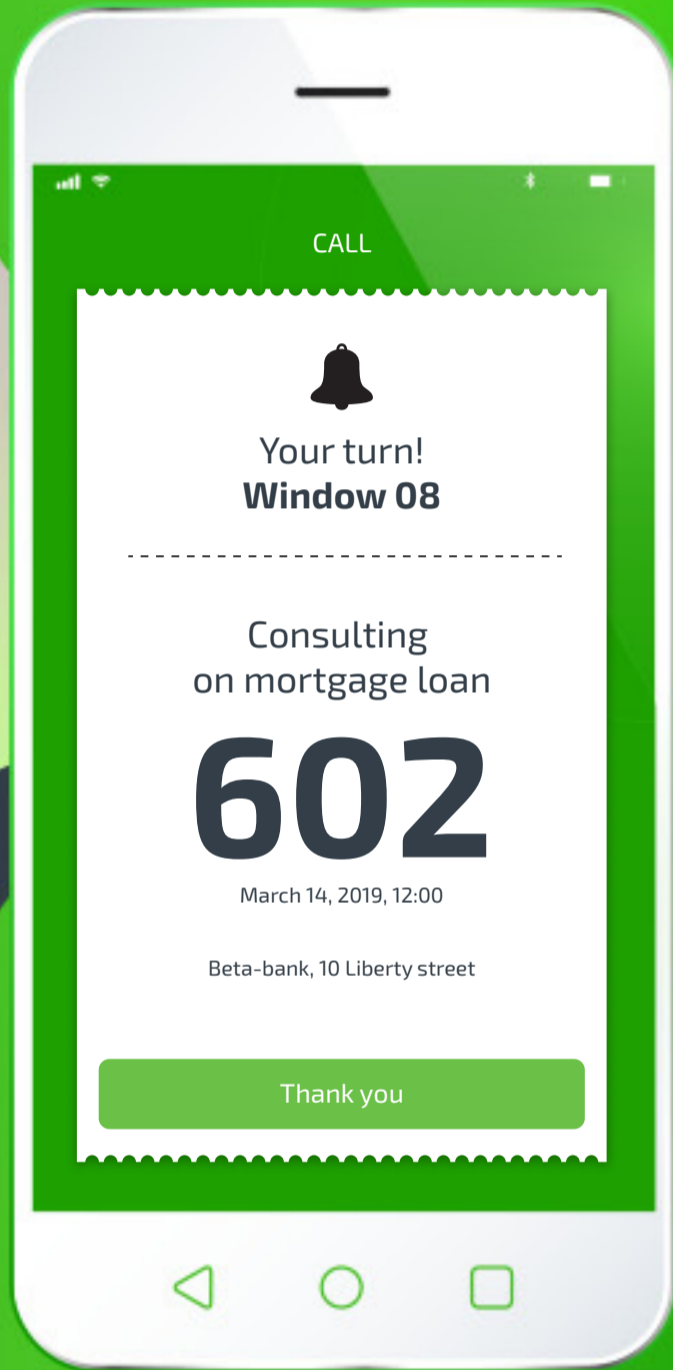 CALL
Your turn!
Window 08
Consulting
on mortgage loan
602
March 14, 2019, 12:00
Beta-bank, 10 Liberty street
Thank you